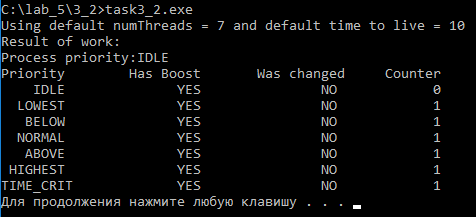 C:\lab_5\3_2>task3_2.exe
Using default numThreads = 7 and default time to live = 10
Result of work:
Process priority:IDLE
Priority Has Boost Was changed Counter
IDLE YES NO 0
LOWEST YES NO 1
BELOW YES NO 1
NORMAL YES NO 1
ABOVE YES NO 1
HIGHEST YES NO 1
TIME_CRIT YES NO 1
Для продолжения нажмите любую клавишу . . .